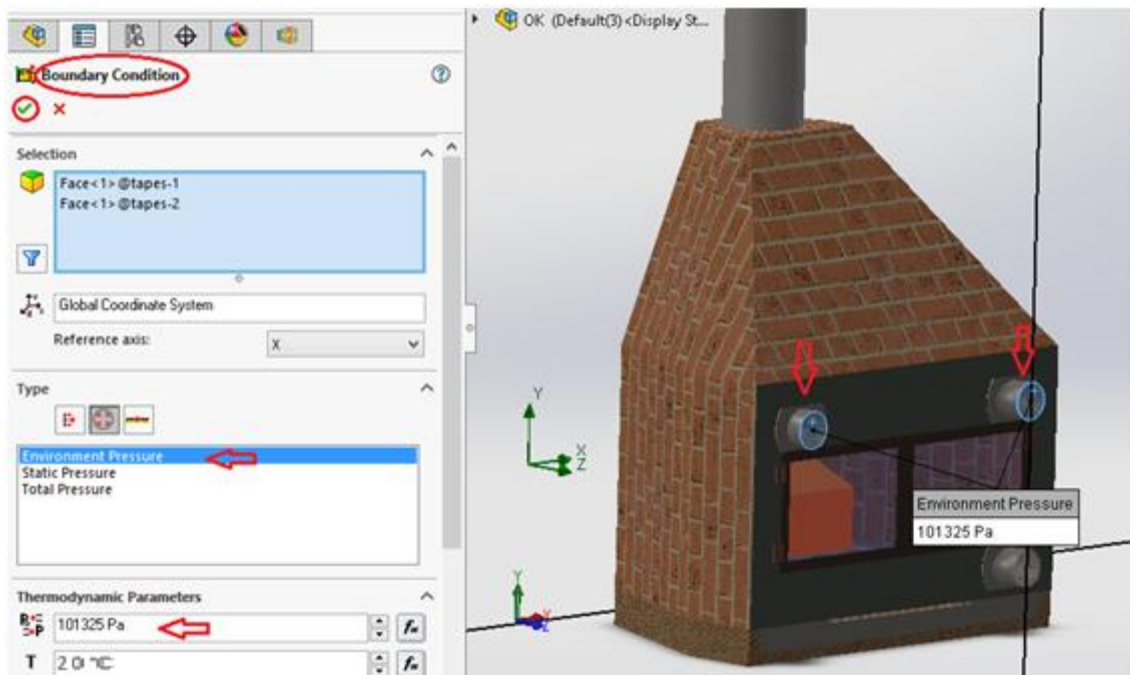 OK (Default(3) <Display St...
Boundary Condition
Selection
Face<1>@tapes-1
Face<1>@tapes-2
Global Coordinate System
Reference axis:
X
Type
Environment Pressure
Static Pressure
Total Pressure
Thermodynamic Parameters
101325 Pa
T
Y
X
Z
Environment Pressure
101325 Pa
Y